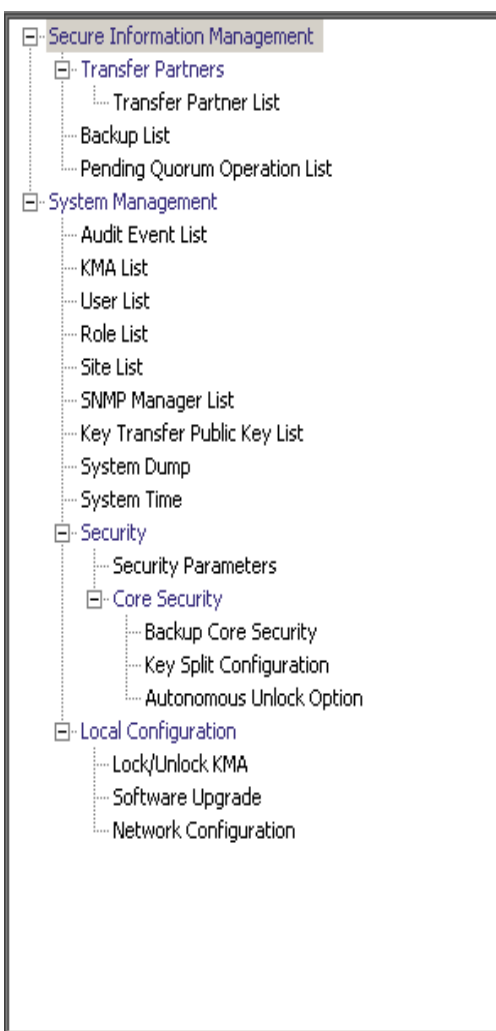 Secure Information Management
Transfer Partners
Transfer Partner List
Backup List
Pending Quorum Operation List
System Management
Audit Event List
KMA List
User List
Role List
Site List
SNMP Manager List
Key Transfer Public Key List
System Dump
System Time
Security
Security Parameters
Core Security
Backup Core Security
Key Split Configuration
Autonomous Unlock Option
Local Configuration
Lock/Unlock KMA
Software Upgrade
Network Configuration